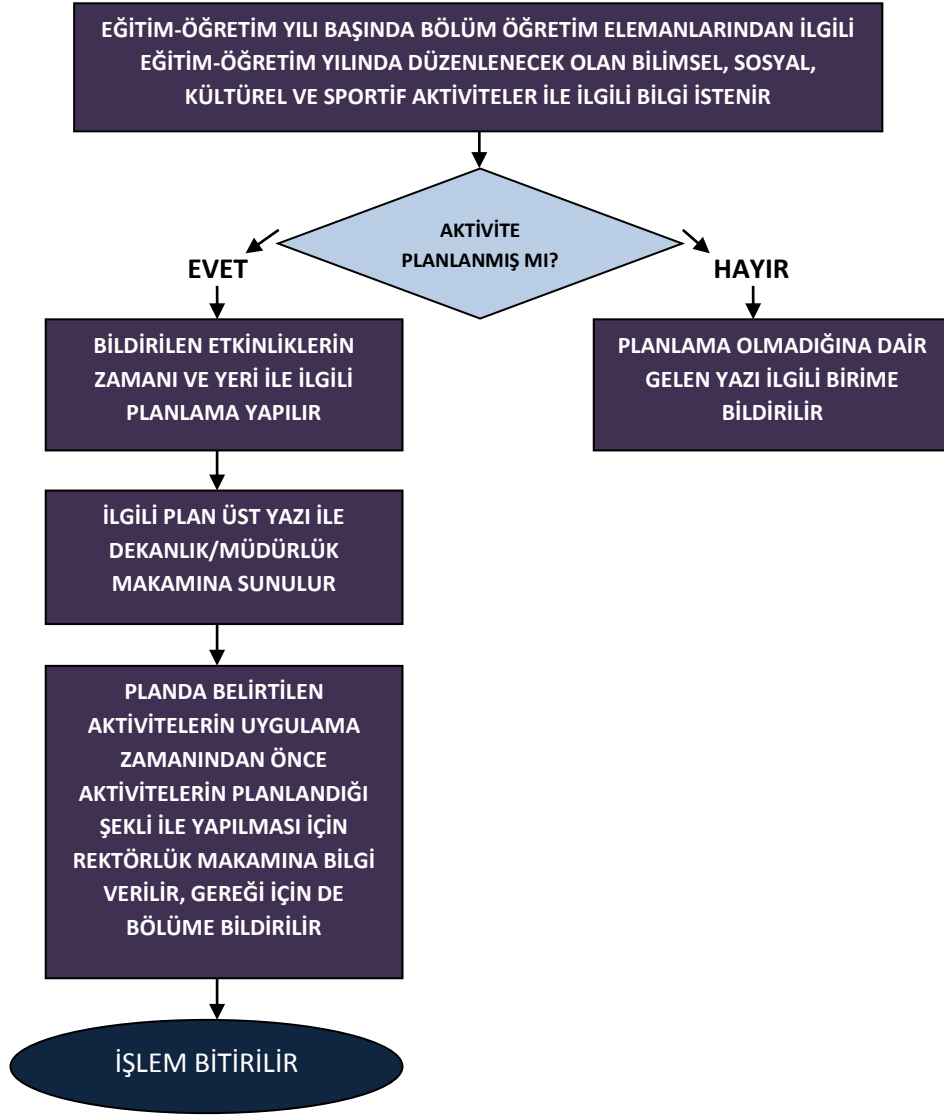 EĞİTİM-ÖĞRETİM YILI BAŞINDA BÖLÜM ÖĞRETİM ELEMANLARINDAN İLGİLİ
EĞİTİM-ÖĞRETİM YILINDA DÜZENLENECEK OLAN BİLİMSEL, SOSYAL,
KÜLTÜREL VE SPORTİF AKTİVİTELER İLE İLGİLİ BİLGİ İSTENİR
AKTİVİTE
PLANLANMIŞ MI?
EVET
HAYIR
BİLDİRİLEN ETKİNLİKLERİN
ZAMANI VE YERİ İLE İLGİLİ
PLANLAMA YAPILIR
PLANLAMA OLMADIĞINA DAİR
GELEN YAZI İLGİLİ BİRİME
BİLDİRİLİR
İLGİLİ PLAN ÜST YAZI İLE
DEKANLIK/MÜDÜRLÜK
MAKAMINA SUNULUR
PLANDA BELİRTİLEN
AKTİVİTELERİN UYGULAMA
ZAMANINDAN ÖNCE
AKTİVİTELERİN PLANLANDIĞI
ŞEKLİ İLE YAPILMASI İÇİN
REKTÖRLÜK MAKAMINA BİLGİ
VERİLİR, GEREĞİ İÇİN DE
BÖLÜME BİLDİRİLİR
İŞLEM BİTİRİLİR